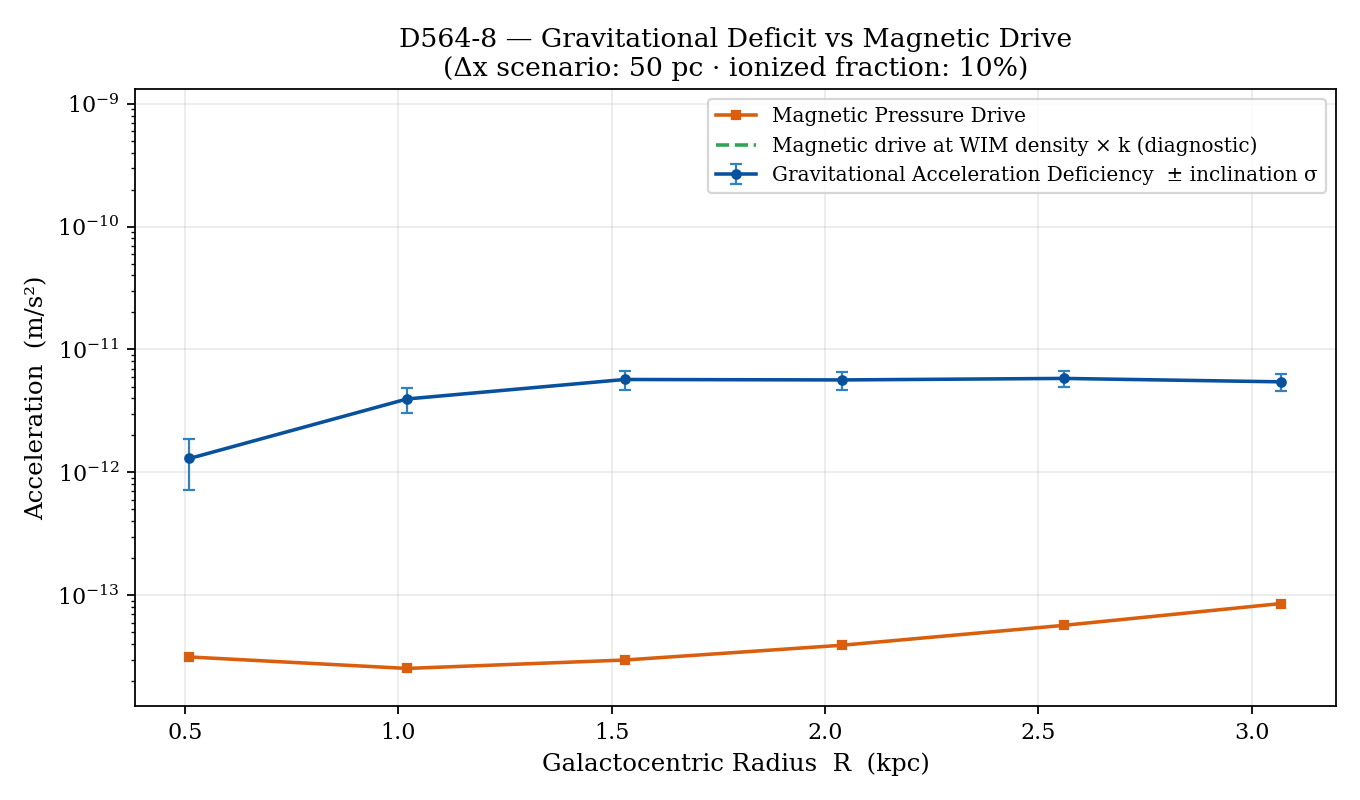 D564-8 — Gravitational Deficit vs Magnetic Drive
(Δx scenario: 50 pc · ionized fraction: 10%)
Magnetic Pressure Drive
Magnetic drive at WIM density × k (diagnostic)
Gravitational Acceleration Deficiency ± inclination σ
Acceleration (m/s²)
10⁻⁹
10⁻¹⁰
10⁻¹¹
10⁻¹²
10⁻¹³
0.5 1.0 1.5 2.0 2.5 3.0
Galactocentric Radius R (kpc)